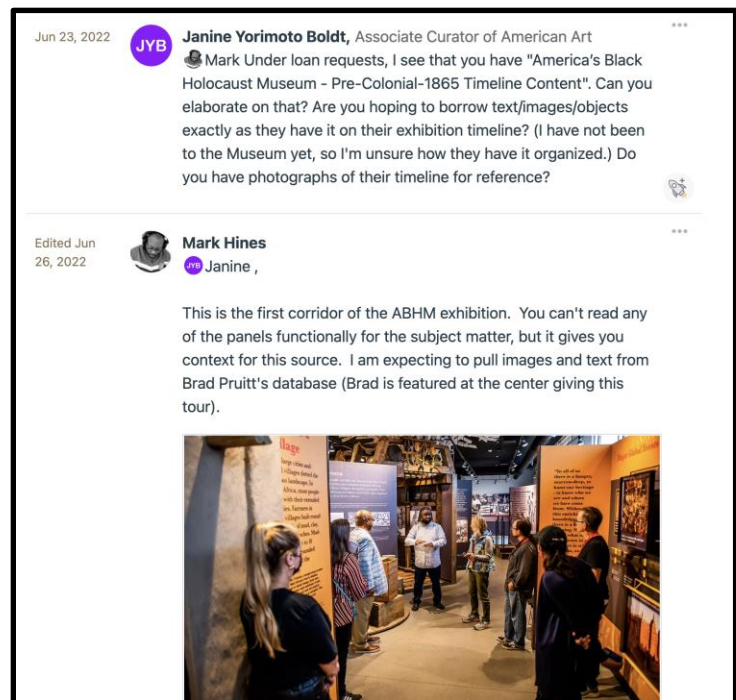 Jun 23, 2022
JYB
Janine Yorimoto Boldt, Associate Curator of American Art
Mark Under loan requests, I see that you have "America's Black
Holocaust Museum - Pre-Colonial-1865 Timeline Content". Can you
elaborate on that? Are you hoping to borrow text/images/objects
exactly as they have it on their exhibition timeline? (I have not been
to the Museum yet, so I'm unsure how they have it organized.) Do
you have photographs of their timeline for reference?
Edited Jun
26, 2022
Mark Hines
JYB Janine ,
This is the first corridor of the ABHM exhibition. You can't read any
of the panels functionally for the subject matter, but it gives you
context for this source. I am expecting to pull images and text from
Brad Pruitt's database (Brad is featured at the center giving this
tour).